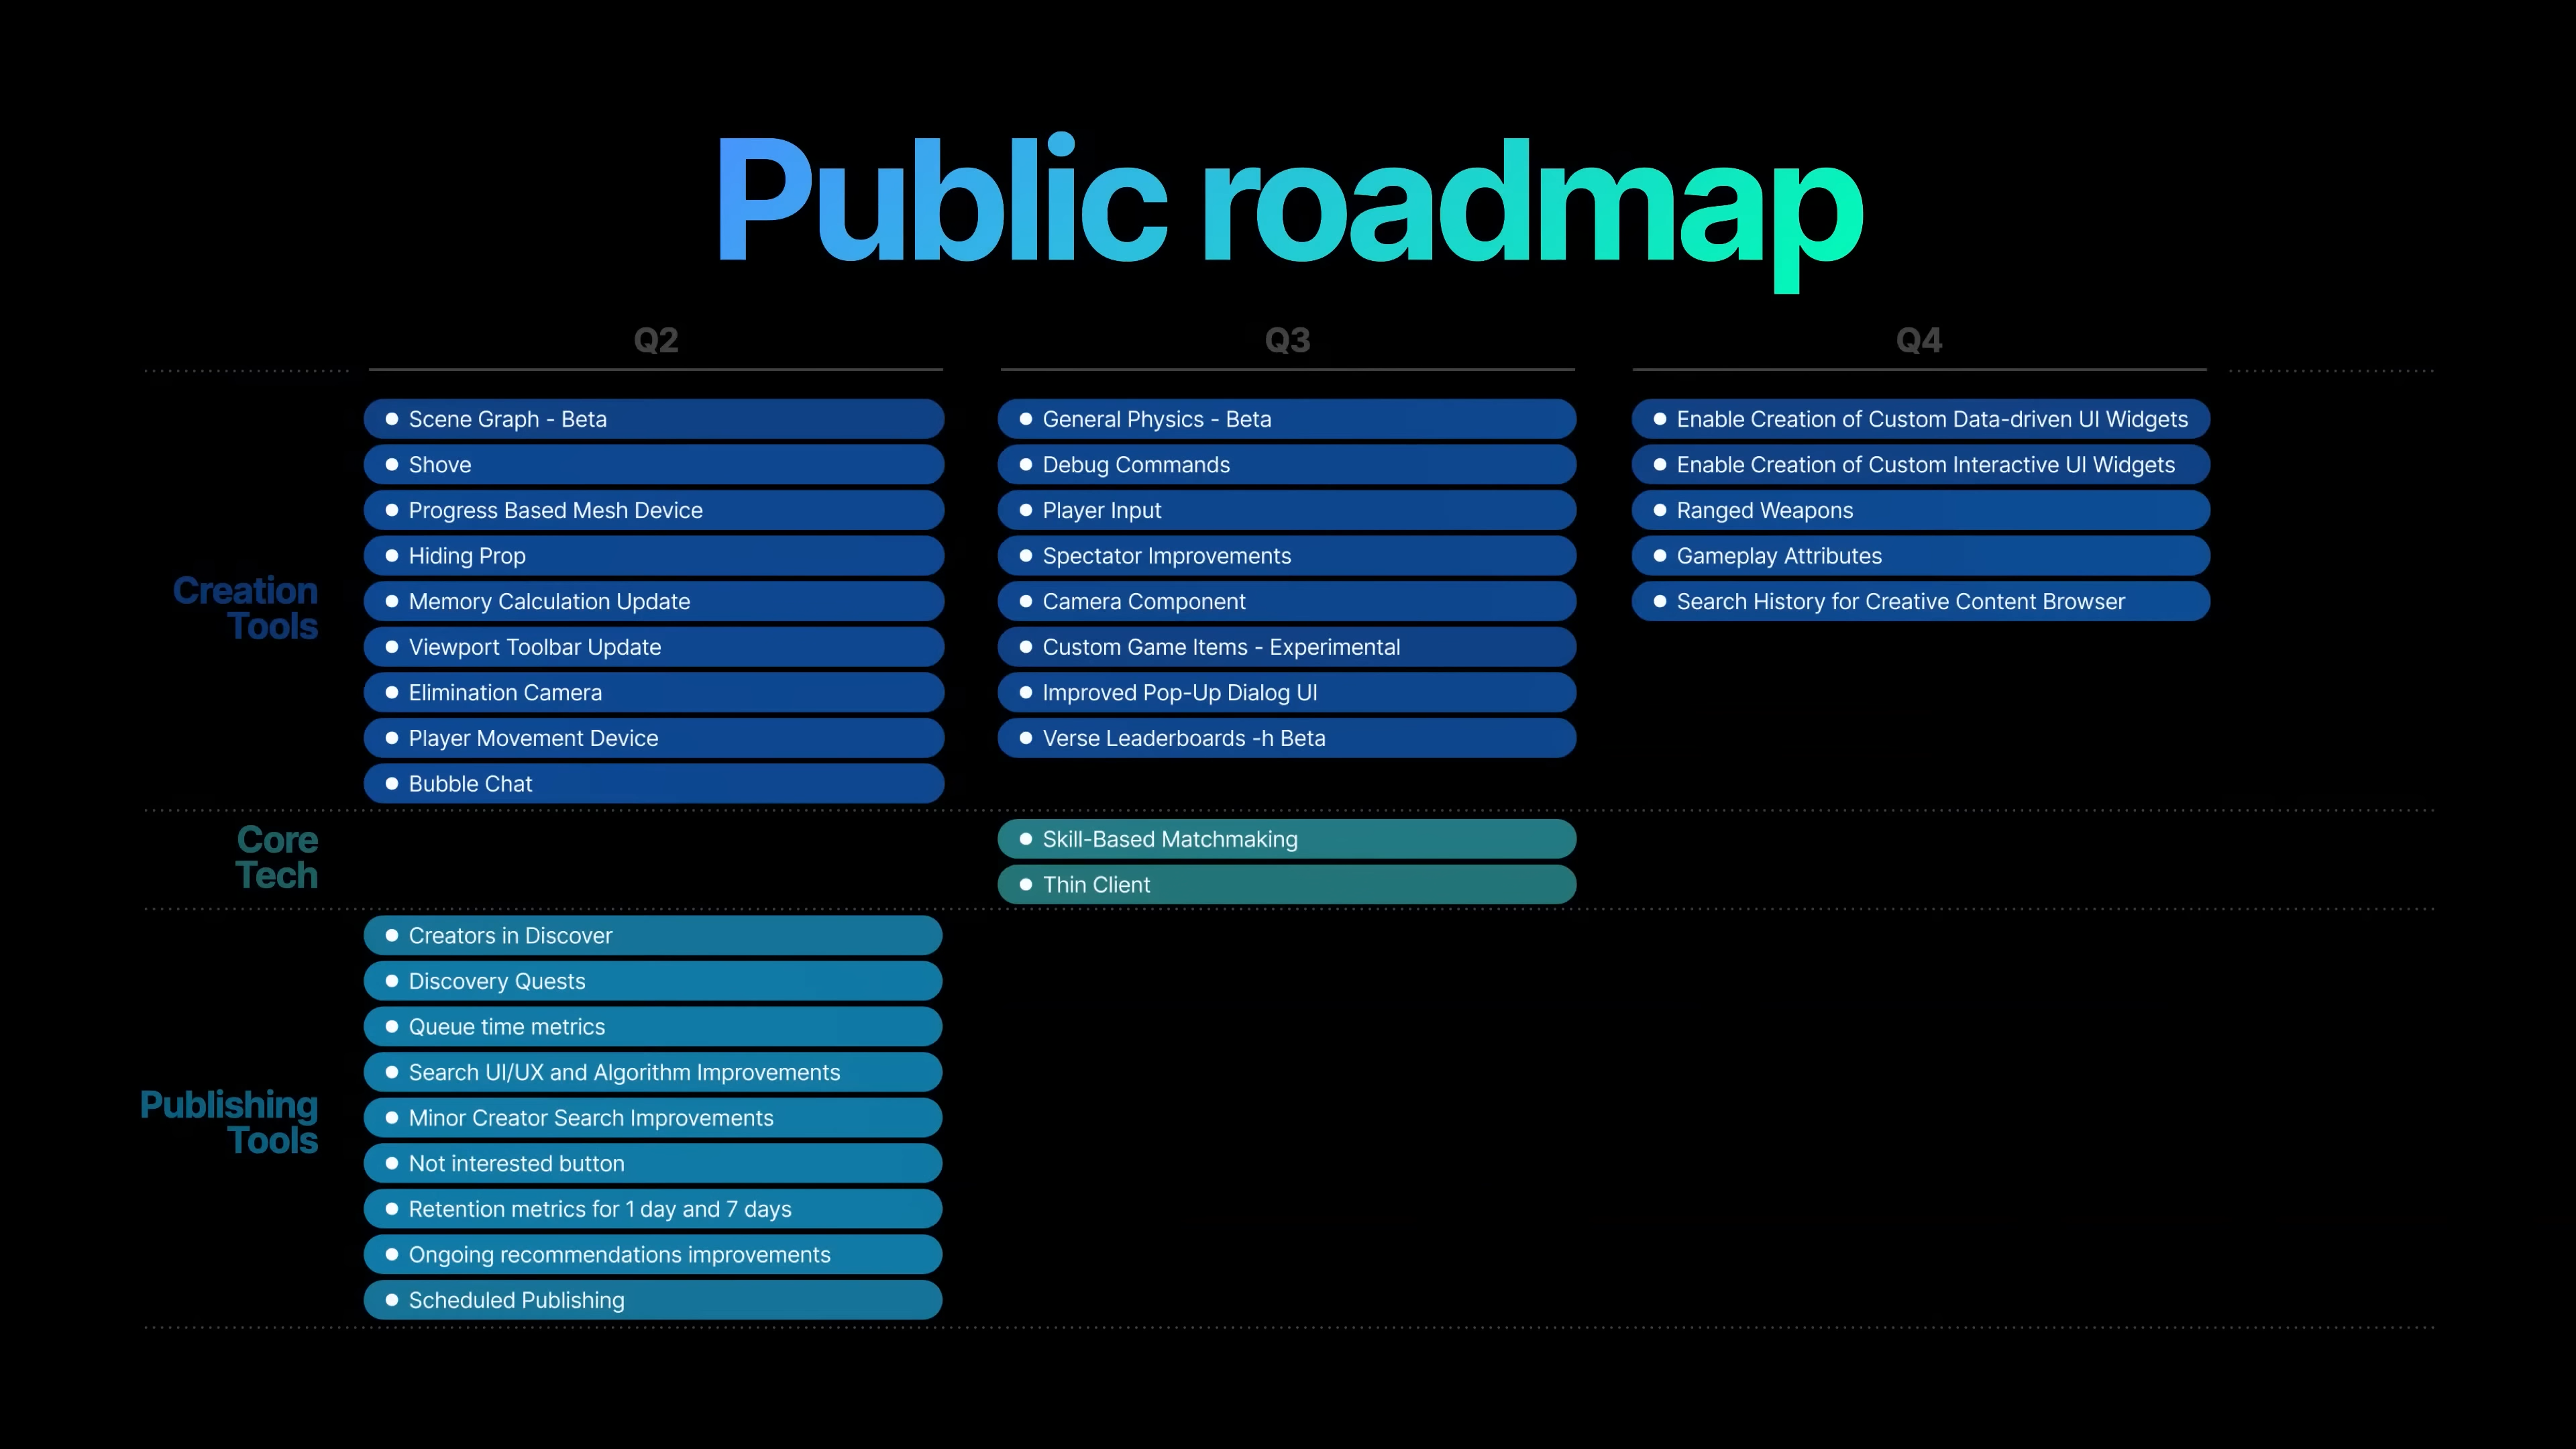 Public roadmap
Q2
Q3
Q4
Creation
Tools
Scene Graph - Beta
Shove
Progress Based Mesh Device
Hiding Prop
Memory Calculation Update
Viewport Toolbar Update
Elimination Camera
Player Movement Device
Bubble Chat
General Physics - Beta
Debug Commands
Player Input
Spectator Improvements
Camera Component
Custom Game Items - Experimental
Improved Pop-Up Dialog UI
Verse Leaderboards -h Beta
Enable Creation of Custom Data-driven UI Widgets
Enable Creation of Custom Interactive UI Widgets
Ranged Weapons
Gameplay Attributes
Search History for Creative Content Browser
Core
Tech
Skill-Based Matchmaking
Thin Client
Publishing
Tools
Creators in Discover
Discovery Quests
Queue time metrics
Search UI/UX and Algorithm Improvements
Minor Creator Search Improvements
Not interested button
Retention metrics for 1 day and 7 days
Ongoing recommendations improvements
Scheduled Publishing